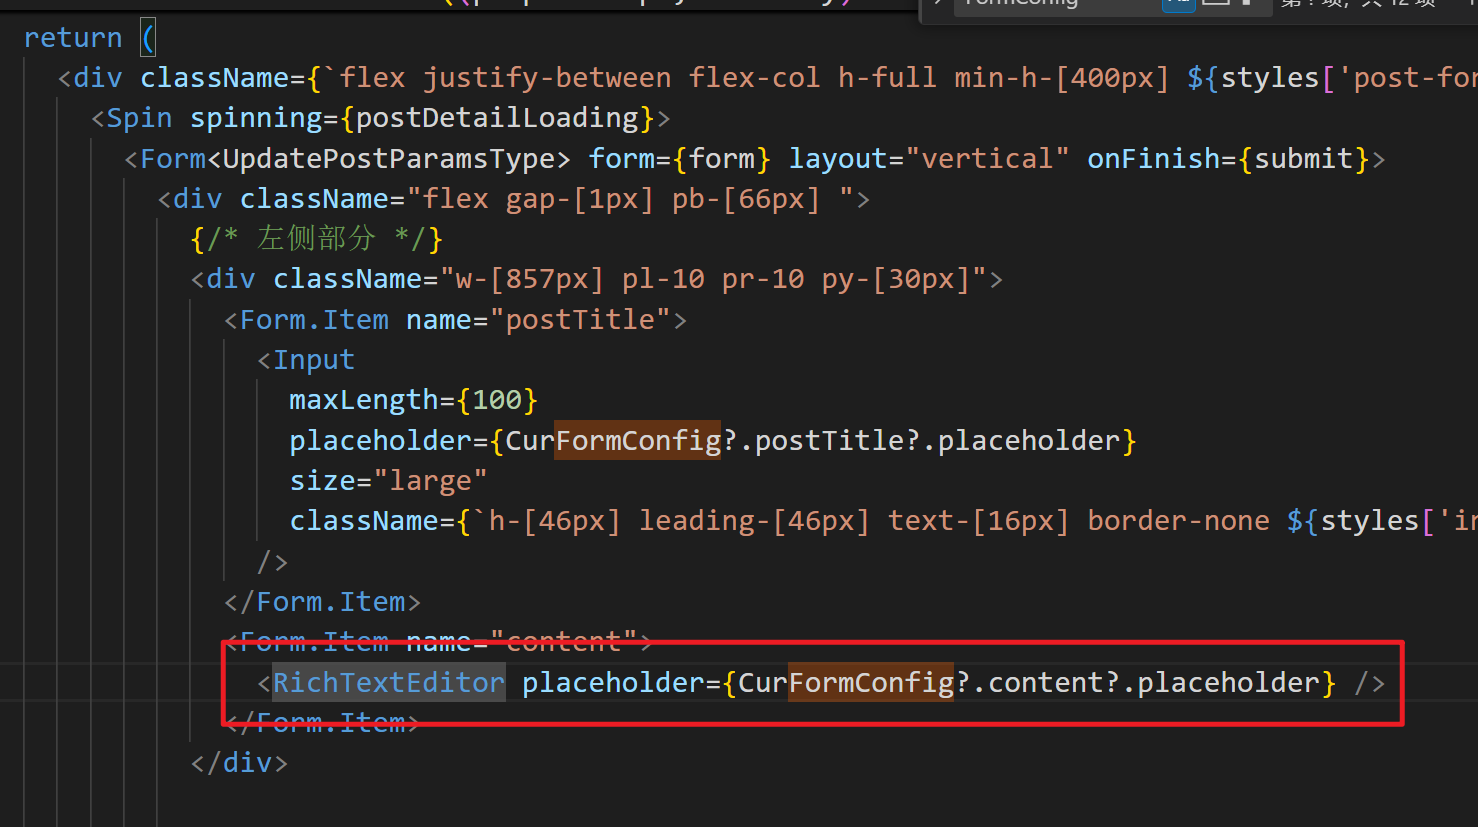 FormConfig
return (
<div className={`flex justify-between flex-col h-full min-h-[400px] ${styles['post-for
<Spin spinning={postDetailLoading}>
<Form<UpdatePostParamsType> form={form} layout="vertical" onFinish={submit}>
<div className="flex gap-[1px] pb-[66px] ">
{/* 左侧部分 */}
<div className="w-[857px] pl-10 pr-10 py-[30px]">
<Form.Item name="postTitle">
<Input
maxLength={100}
placeholder={CurFormConfig?.postTitle?.placeholder}
size="large"
className={`h-[46px] leading-[46px] text-[16px] border-none ${styles['in
/>
</Form.Item>
<Form.Item name="content">
<RichTextEditor placeholder={CurFormConfig?.content?.placeholder} />
</Form.Item>
</div>